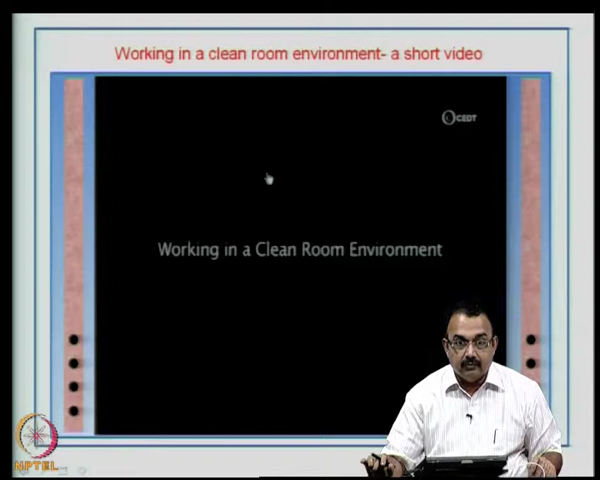 Working in a clean room environment- a short video
CEDT
Working in a Clean Room Environment
NPTEL